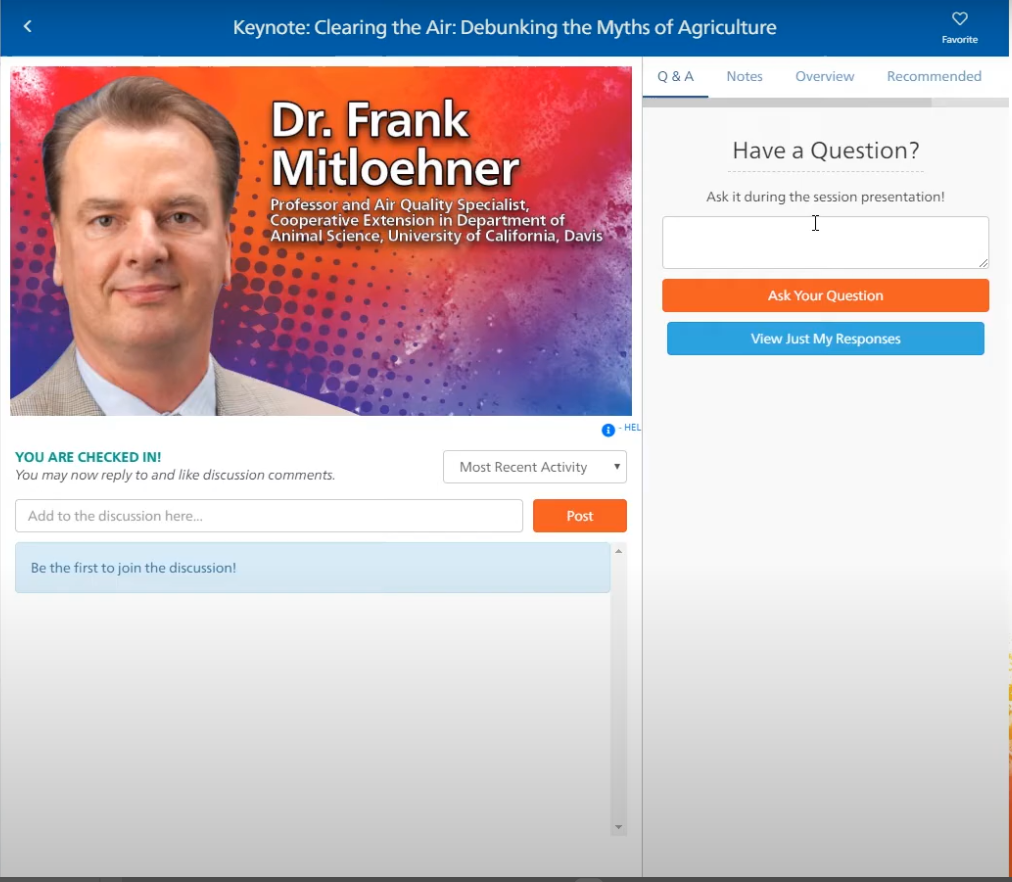 Keynote: Clearing the Air: Debunking the Myths of Agriculture
Favorite
Dr. Frank
Mitloehner
Professor and Air Quality Specialist,
Cooperative Extension in Department of
Animal Science, University of California, Davis
- HEL
YOU ARE CHECKED IN!
You may now reply to and like discussion comments.
Most Recent Activity
Add to the discussion here...
Post
Be the first to join the discussion!
Q & A Notes Overview Recommended
Have a Question?
Ask it during the session presentation!
Ask Your Question
View Just My Responses